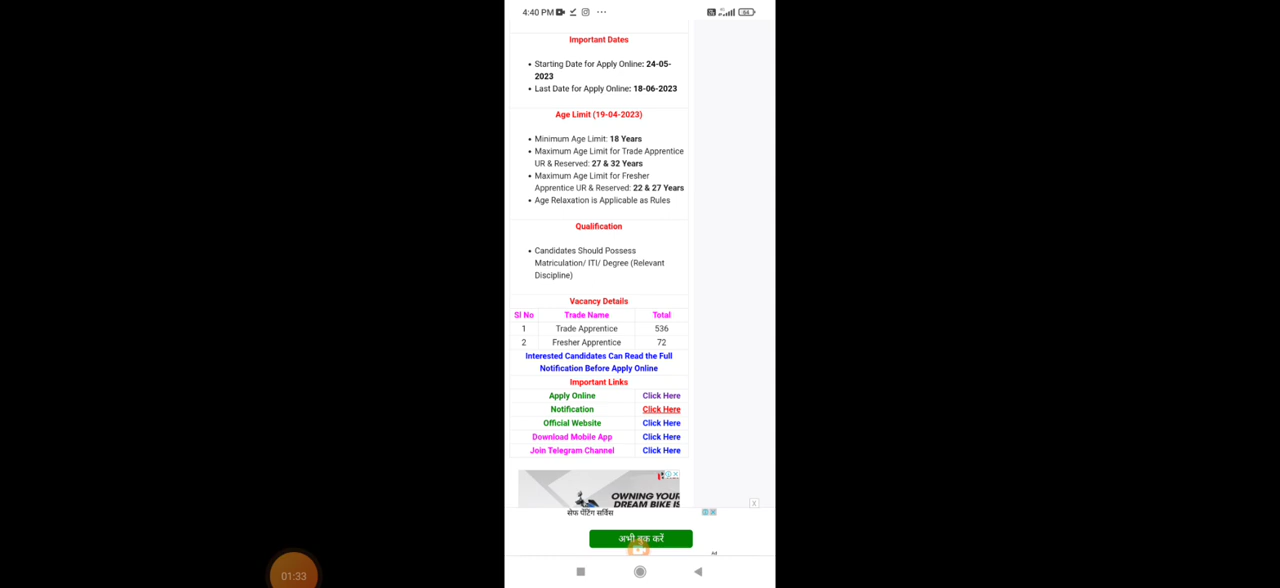 4:40 PM
64
Important Dates
Starting Date for Apply Online: 24-05-
2023
Last Date for Apply Online: 18-06-2023
Age Limit (19-04-2023)
Minimum Age Limit: 18 Years
Maximum Age Limit for Trade Apprentice
UR & Reserved: 27 & 32 Years
Maximum Age Limit for Fresher
Apprentice UR & Reserved: 22 & 27 Years
Age Relaxation is Applicable as Rules
Qualification
Candidates Should Possess
Matriculation/ ITI/ Degree (Relevant
Discipline)
Vacancy Details
Sl No Trade Name Total
1 Trade Apprentice 536
2 Fresher Apprentice 72
Interested Candidates Can Read the Full
Notification Before Apply Online
Important Links
Apply Online Click Here
Notification Click Here
Official Website Click Here
Download Mobile App Click Here
Join Telegram Channel Click Here
OWNING YOUR
DREAM BIKE IS
सेफ पेंटिंग सर्विस
अभी बुक करें
Ad
01:33